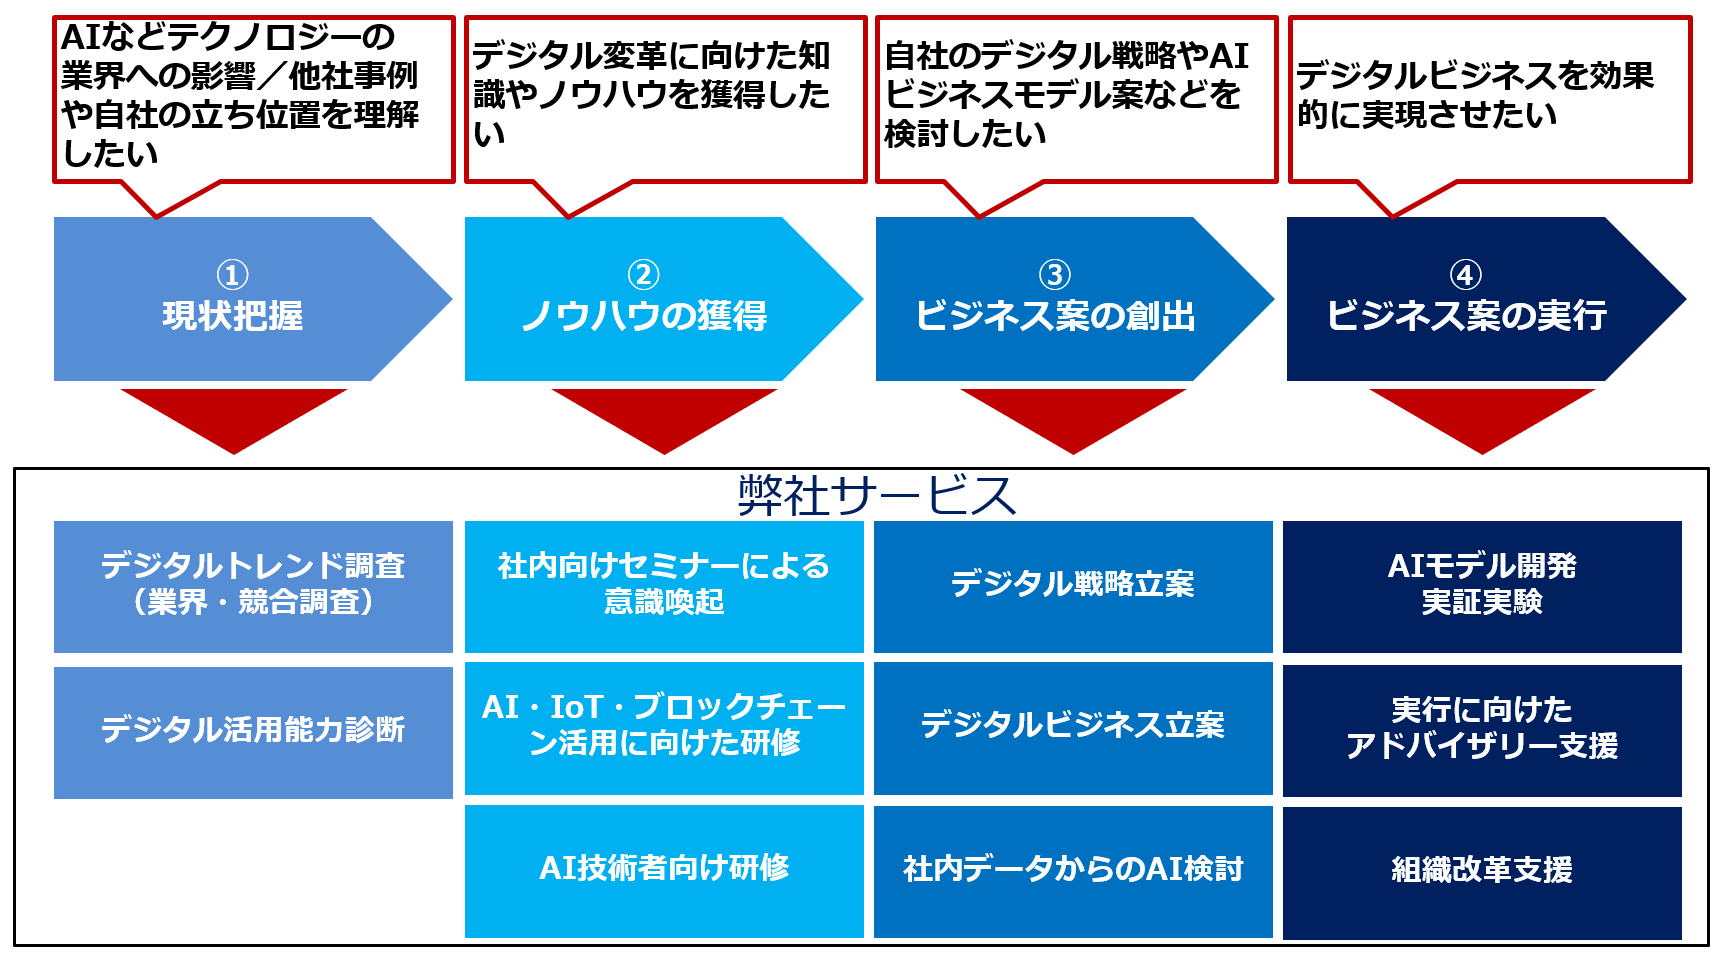 AIなどテクノロジーの
業界への影響／他社事例
や自社の立ち位置を理解
したい
デジタル変革に向けた知
識やノウハウを獲得した
い
自社のデジタル戦略やAI
ビジネスモデル案などを
検討したい
デジタルビジネスを効果
的に実現させたい
①
現状把握
②
ノウハウの獲得
③
ビジネス案の創出
④
ビジネス案の実行
弊社サービス
デジタルトレンド調査
（業界・競合調査）
デジタル活用能力診断
社内向けセミナーによる
意識喚起
AI・IoT・ブロックチェー
ン活用に向けた研修
AI技術者向け研修
デジタル戦略立案
デジタルビジネス立案
社内データからのAI検討
AIモデル開発
実証実験
実行に向けた
アドバイザリー支援
組織改革支援